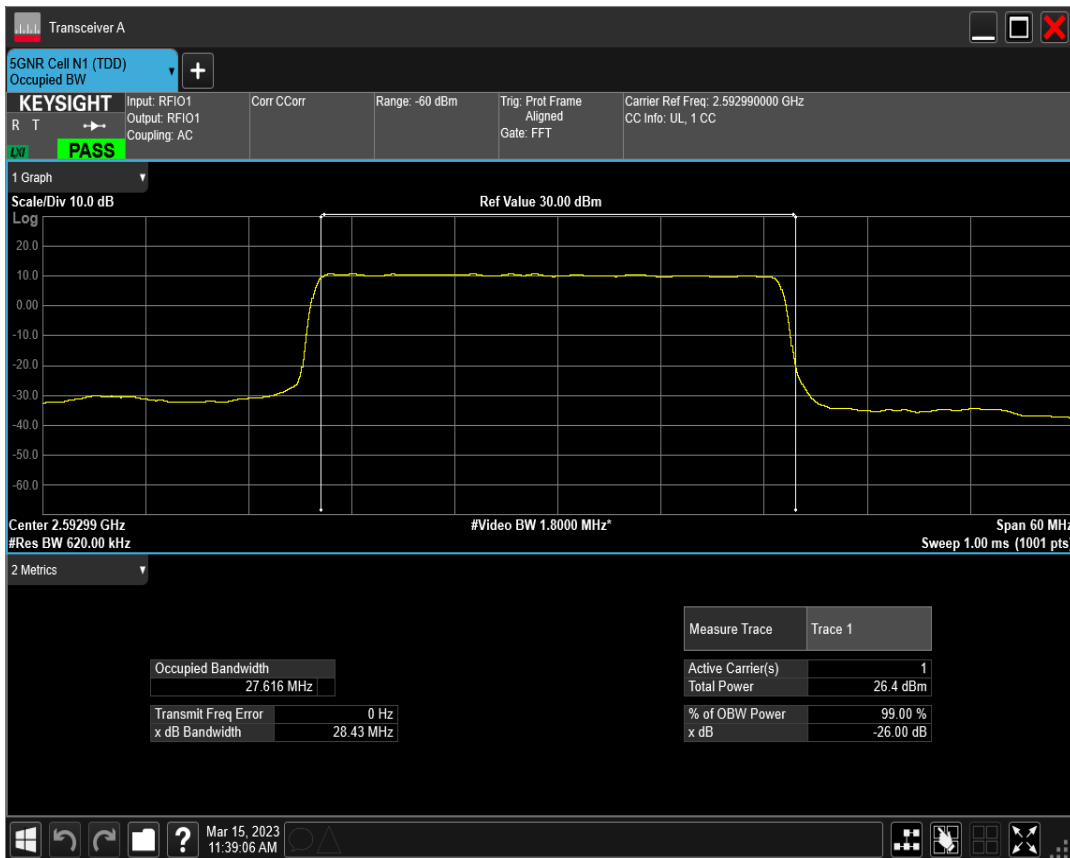 Transceiver A
5GNR Cell N1 (TDD)
Occupied BW
KEYSIGHT
R T
LXI
PASS
Input: RFIO1
Output: RFIO1
Coupling: AC
Corr CCorr
Range: -60 dBm
Trig: Prot Frame
Aligned
Gate: FFT
Carrier Ref Freq: 2.592990000 GHz
CC Info: UL, 1 CC
1 Graph
Scale/Div 10.0 dB
Ref Value 30.00 dBm
Log
20.0
10.0
0.00
-10.0
-20.0
-30.0
-40.0
-50.0
-60.0
Center 2.59299 GHz
#Video BW 1.8000 MHz*
Span 60 MHz
#Res BW 620.00 kHz
Sweep 1.00 ms (1001 pts)
2 Metrics
Measure Trace Trace 1
Occupied Bandwidth
27.616 MHz
Active Carrier(s) 1
Total Power 26.4 dBm
Transmit Freq Error 0 Hz
x dB Bandwidth 28.43 MHz
% of OBW Power 99.00 %
x dB -26.00 dB
?
Mar 15, 2023
11:39:06 AM